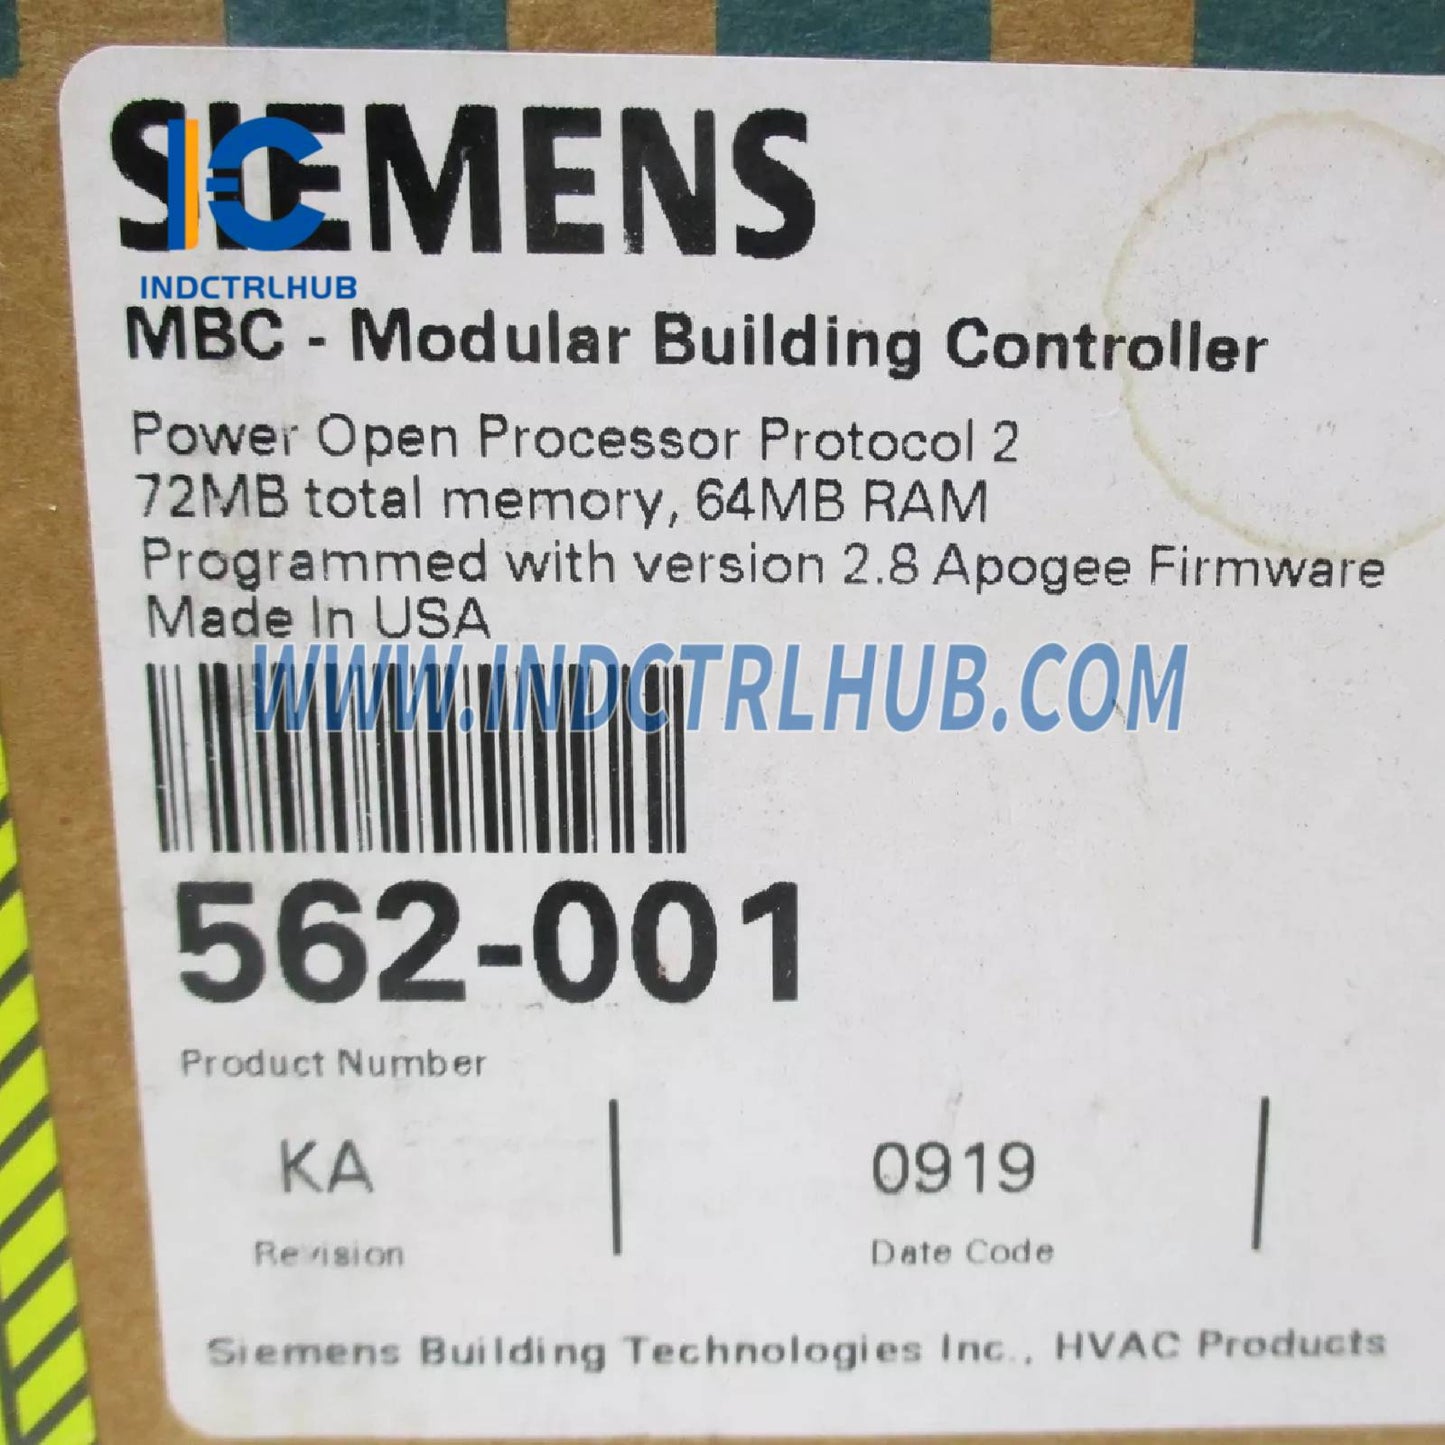 SIEMENS
INDCTRLHUB
MBC - Modular Building Controller
Power Open Processor Protocol 2
72MB total memory, 64MB RAM
Programmed with version 2.8 Apogee Firmware
Made In USA
WWW.INDCTRLHUB.COM
562-001
Product Number
KA 0919
Revision Date Code
Siemens Building Technologies Inc., HVAC Products